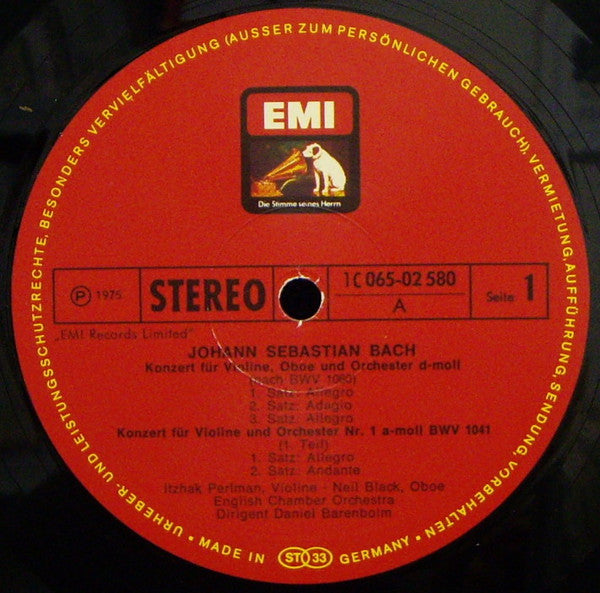 URHEBER- UND LEISTUNGSSCHUTZRECHTE, BESONDERS VERVIELFÄLTIGUNG (AUSSER ZUM PERSÖNLICHEN GEBRAUCH), VERMIETUNG, AUFFÜHRUNG, SENDUNG, VORBEHALTEN
EMI
Die Stimme seines Herrn
Ⓟ 1975
STEREO
1C 065-02 580
A
Seite: 1
„EMI Records Limited"
JOHANN SEBASTIAN BACH
Konzert für Violine, Oboe und Orchester d-moll
(nach BWV 1060)
1. Satz: Allegro
2. Satz: Adagio
3. Satz: Allegro
Konzert für Violine und Orchester Nr. 1 a-moll BWV 1041
(1. Teil)
1. Satz: Allegro
2. Satz: Andante
Itzhak Perlman, Violine - Neil Black, Oboe
English Chamber Orchestra
Dirigent Daniel Barenboim
• MADE IN ST 33 GERMANY •